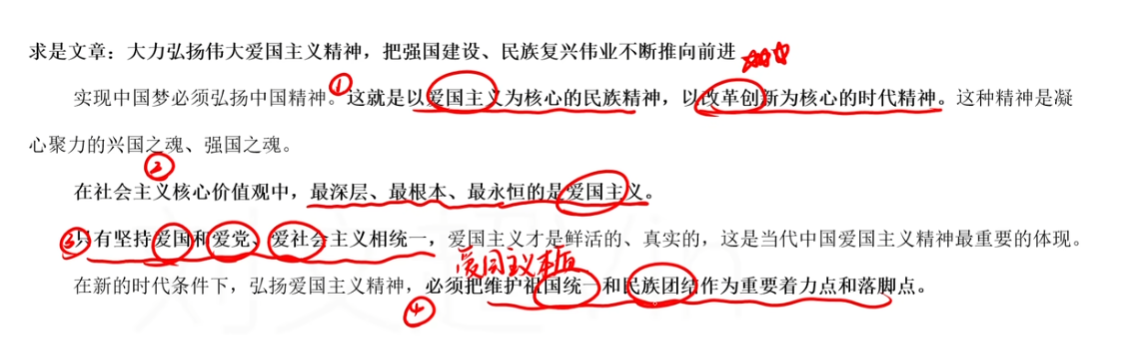 求是文章：大力弘扬伟大爱国主义精神，把强国建设、民族复兴伟业不断推向前进
实现中国梦必须弘扬中国精神。①这就是以爱国主义为核心的民族精神，以改革创新为核心的时代精神。这种精神是凝
心聚力的兴国之魂、强国之魂。
②
在社会主义核心价值观中，最深层、最根本、最永恒的是爱国主义。
③只有坚持爱国和爱党、爱社会主义相统一，爱国主义才是鲜活的、真实的，这是当代中国爱国主义精神最重要的体现。
爱国主义本质
在新的时代条件下，弘扬爱国主义精神，必须把维护祖国统一和民族团结作为重要着力点和落脚点。
④